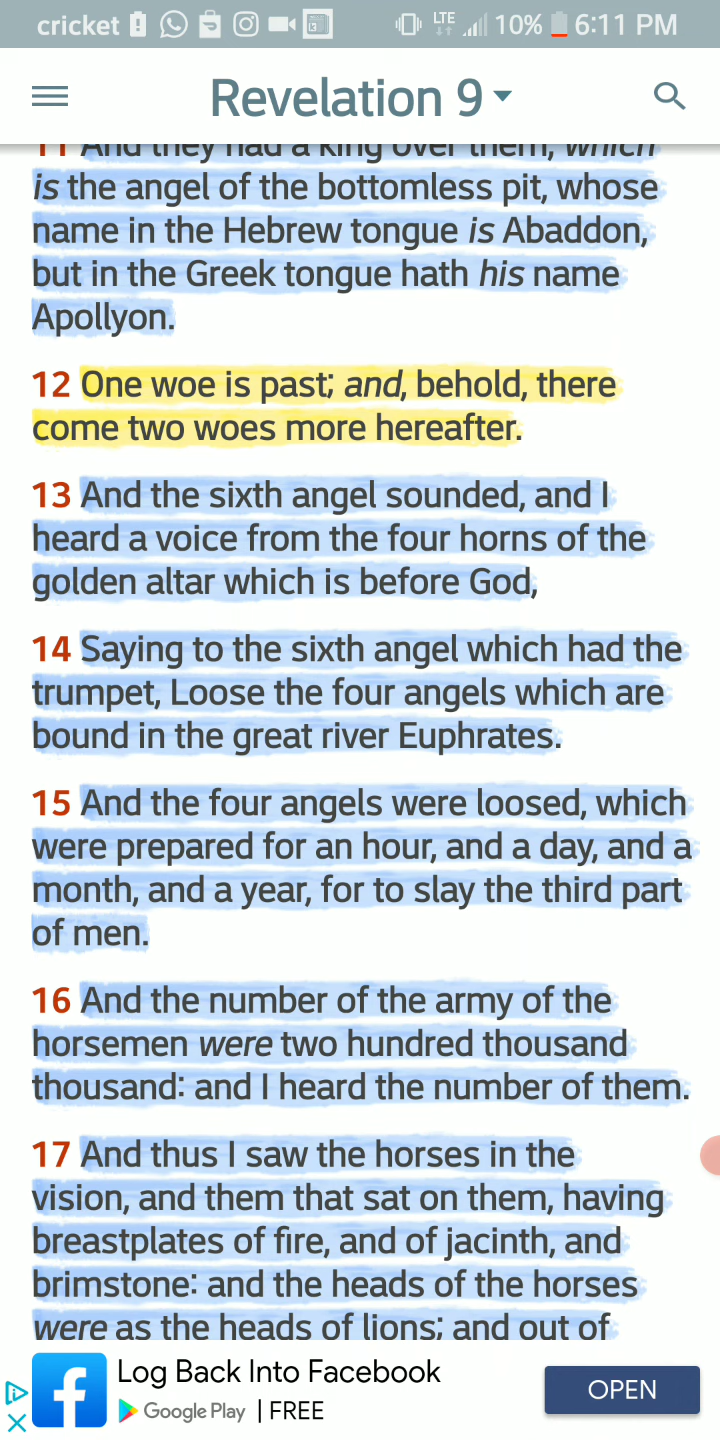 cricket LTE 10% 6:11 PM
Revelation 9
11 And they had a king over them, which
is the angel of the bottomless pit, whose
name in the Hebrew tongue is Abaddon,
but in the Greek tongue hath his name
Apollyon.
12 One woe is past; and, behold, there
come two woes more hereafter.
13 And the sixth angel sounded, and I
heard a voice from the four horns of the
golden altar which is before God,
14 Saying to the sixth angel which had the
trumpet, Loose the four angels which are
bound in the great river Euphrates.
15 And the four angels were loosed, which
were prepared for an hour, and a day, and a
month, and a year, for to slay the third part
of men.
16 And the number of the army of the
horsemen were two hundred thousand
thousand: and I heard the number of them.
17 And thus I saw the horses in the
vision, and them that sat on them, having
breastplates of fire, and of jacinth, and
brimstone: and the heads of the horses
were as the heads of lions; and out of
Log Back Into Facebook
Google Play | FREE
OPEN